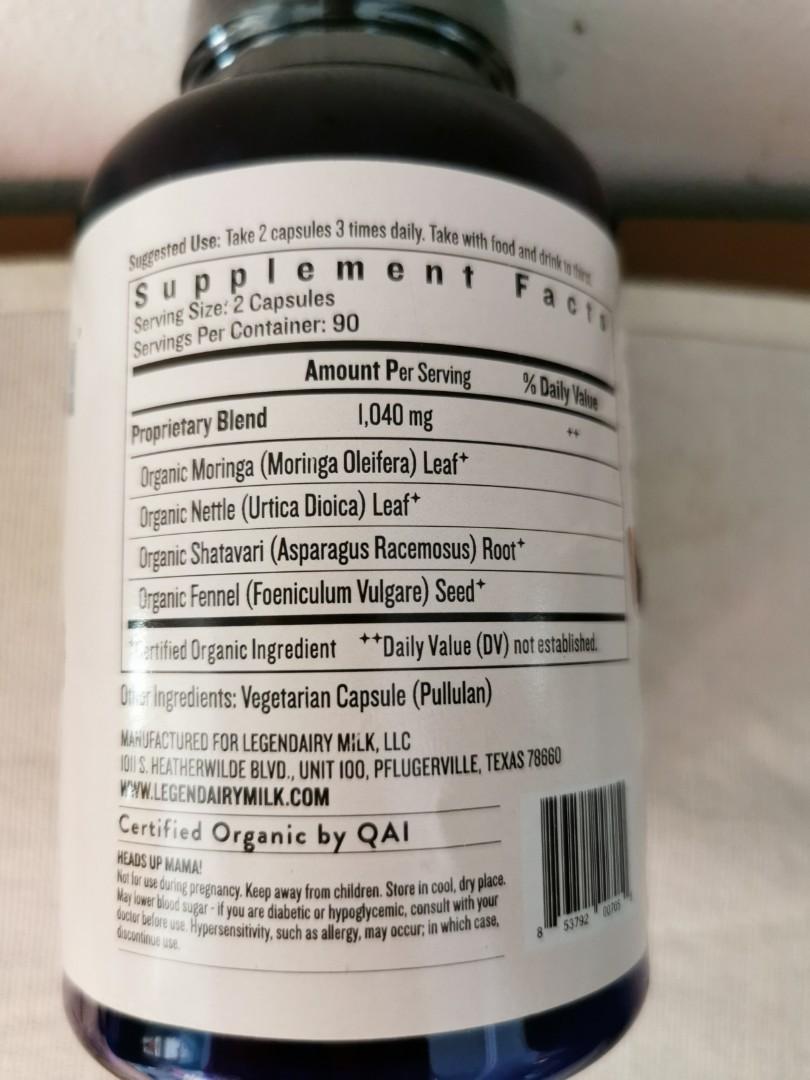 Suggested Use: Take 2 capsules 3 times daily. Take with food and drink to thirst.
Supplement Facts
Serving Size: 2 Capsules
Servings Per Container: 90
Amount Per Serving % Daily Value
Proprietary Blend 1,040 mg ++
Organic Moringa (Moringa Oleifera) Leaf+
Organic Nettle (Urtica Dioica) Leaf+
Organic Shatavari (Asparagus Racemosus) Root+
Organic Fennel (Foeniculum Vulgare) Seed+
+Certified Organic Ingredient ++Daily Value (DV) not established.
Other Ingredients: Vegetarian Capsule (Pullulan)
MANUFACTURED FOR LEGENDAIRY MILK, LLC
1011 S. HEATHERWILDE BLVD., UNIT 100, PFLUGERVILLE, TEXAS 78660
WWW.LEGENDAIRYMILK.COM
Certified Organic by QAI
HEADS UP MAMA!
Not for use during pregnancy. Keep away from children. Store in cool, dry place.
May lower blood sugar - if you are diabetic or hypoglycemic, consult with your
doctor before use. Hypersensitivity, such as allergy, may occur; in which case,
discontinue use.
8 53792 00705